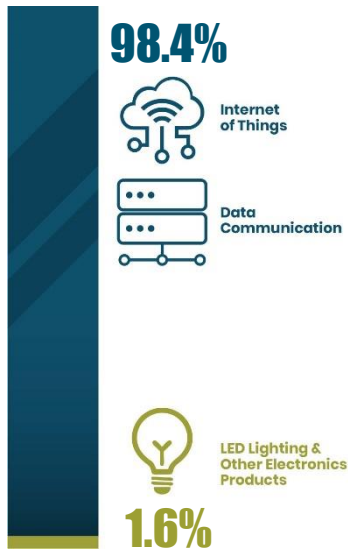 98.4%
Internet
of Things
Data
Communication
LED Lighting &
Other Electronics
Products
1.6%